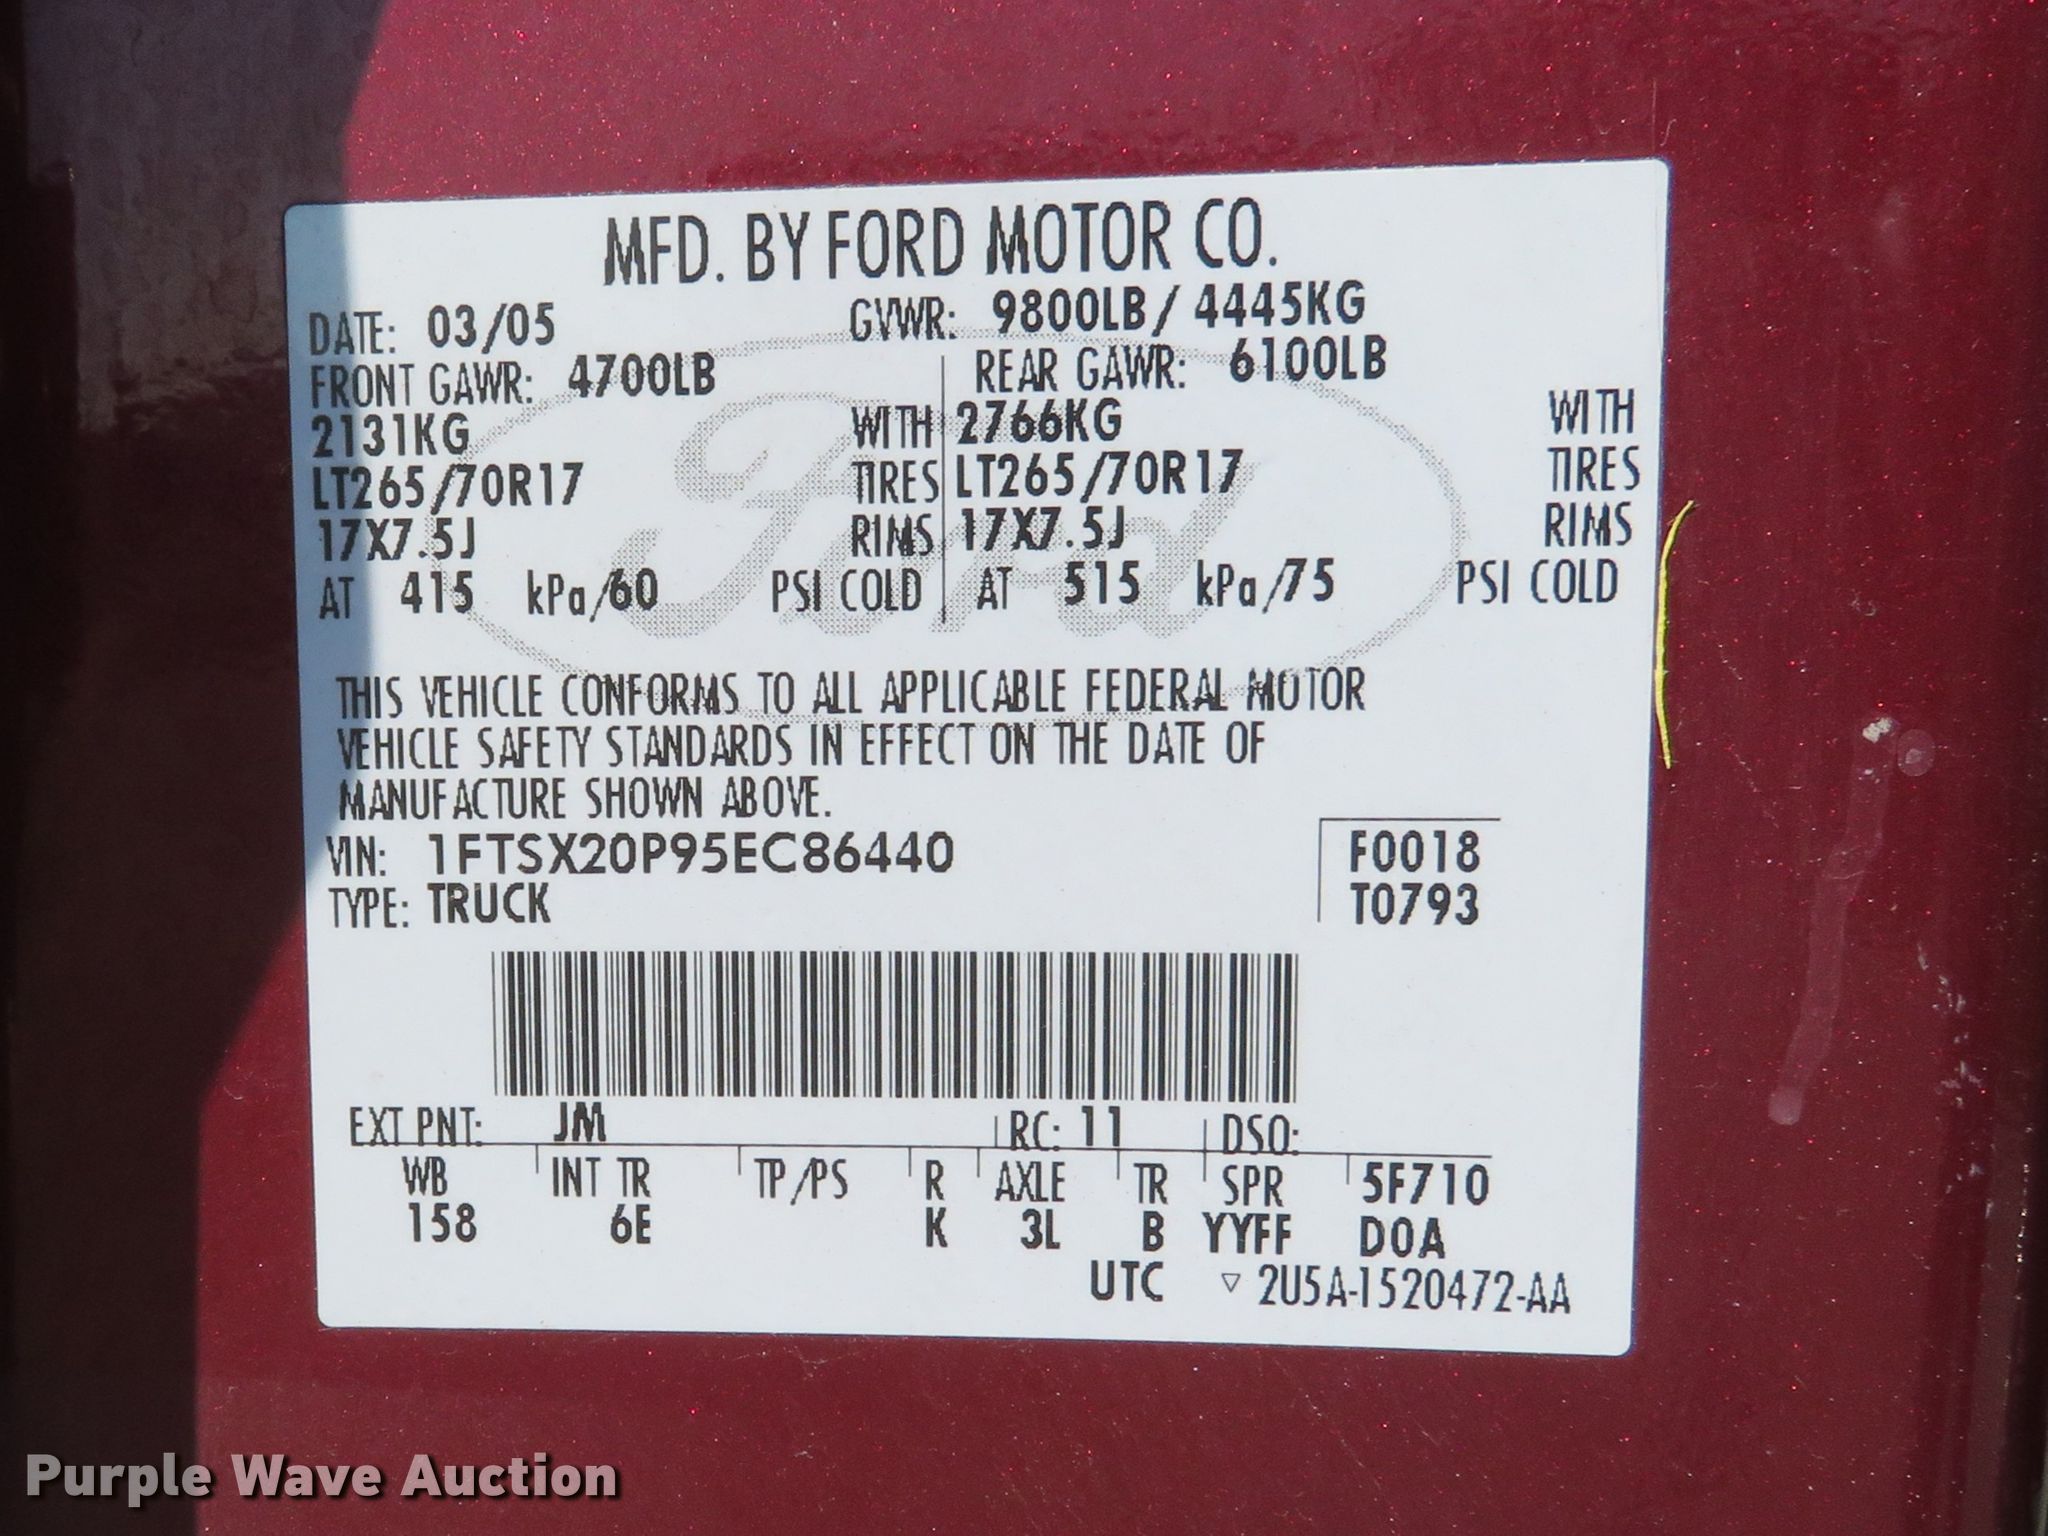 MFD. BY FORD MOTOR CO.
DATE: 03/05 GVWR: 9800LB/ 4445KG
FRONT GAWR: 4700LB REAR GAWR: 6100LB
2131KG WITH 2766KG WITH
LT265/70R17 TIRES LT265/70R17 TIRES
17X7.5J RIMS 17X7.5J RIMS
AT 415 kPa/60 PSI COLD AT 515 kPa/75 PSI COLD
Ford
THIS VEHICLE CONFORMS TO ALL APPLICABLE FEDERAL MOTOR
VEHICLE SAFETY STANDARDS IN EFFECT ON THE DATE OF
MANUFACTURE SHOWN ABOVE.
VIN: 1FTSX20P95EC86440 F0018
TYPE: TRUCK T0793
EXT PNT: JM RC: 11 DSO:
WB INT TR TP/PS R AXLE TR SPR 5F710
158 6E K 3L B YYFF D0A
UTC ▽ 2U5A-1520472-AA
Purple Wave Auction